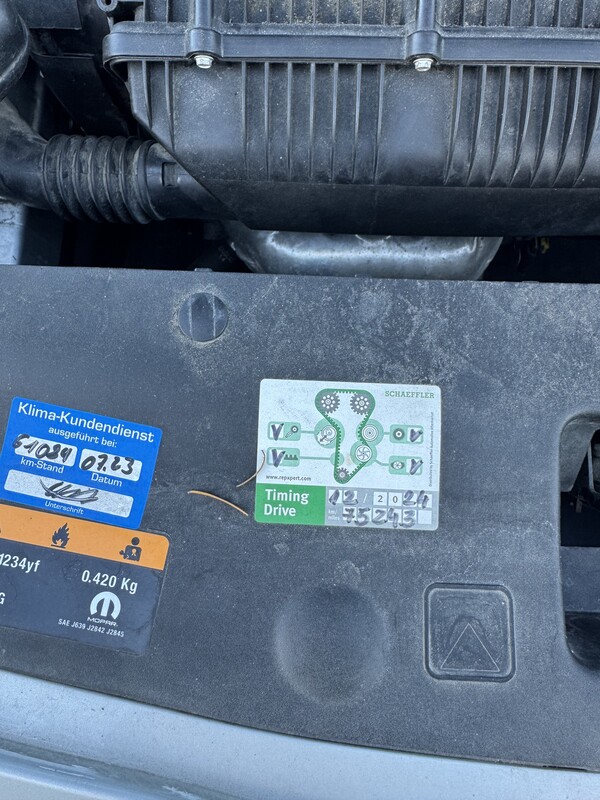 SCHAEFFLER
www.repxpert.com
Timing
Drive
12/2024
75243
Klima-Kundendienst
ausgeführt bei:
51084 07.23
km-Stand Datum
Unterschrift
1234yf
0.420 Kg
G
MOPAR
SAE J639 J2842 J2845